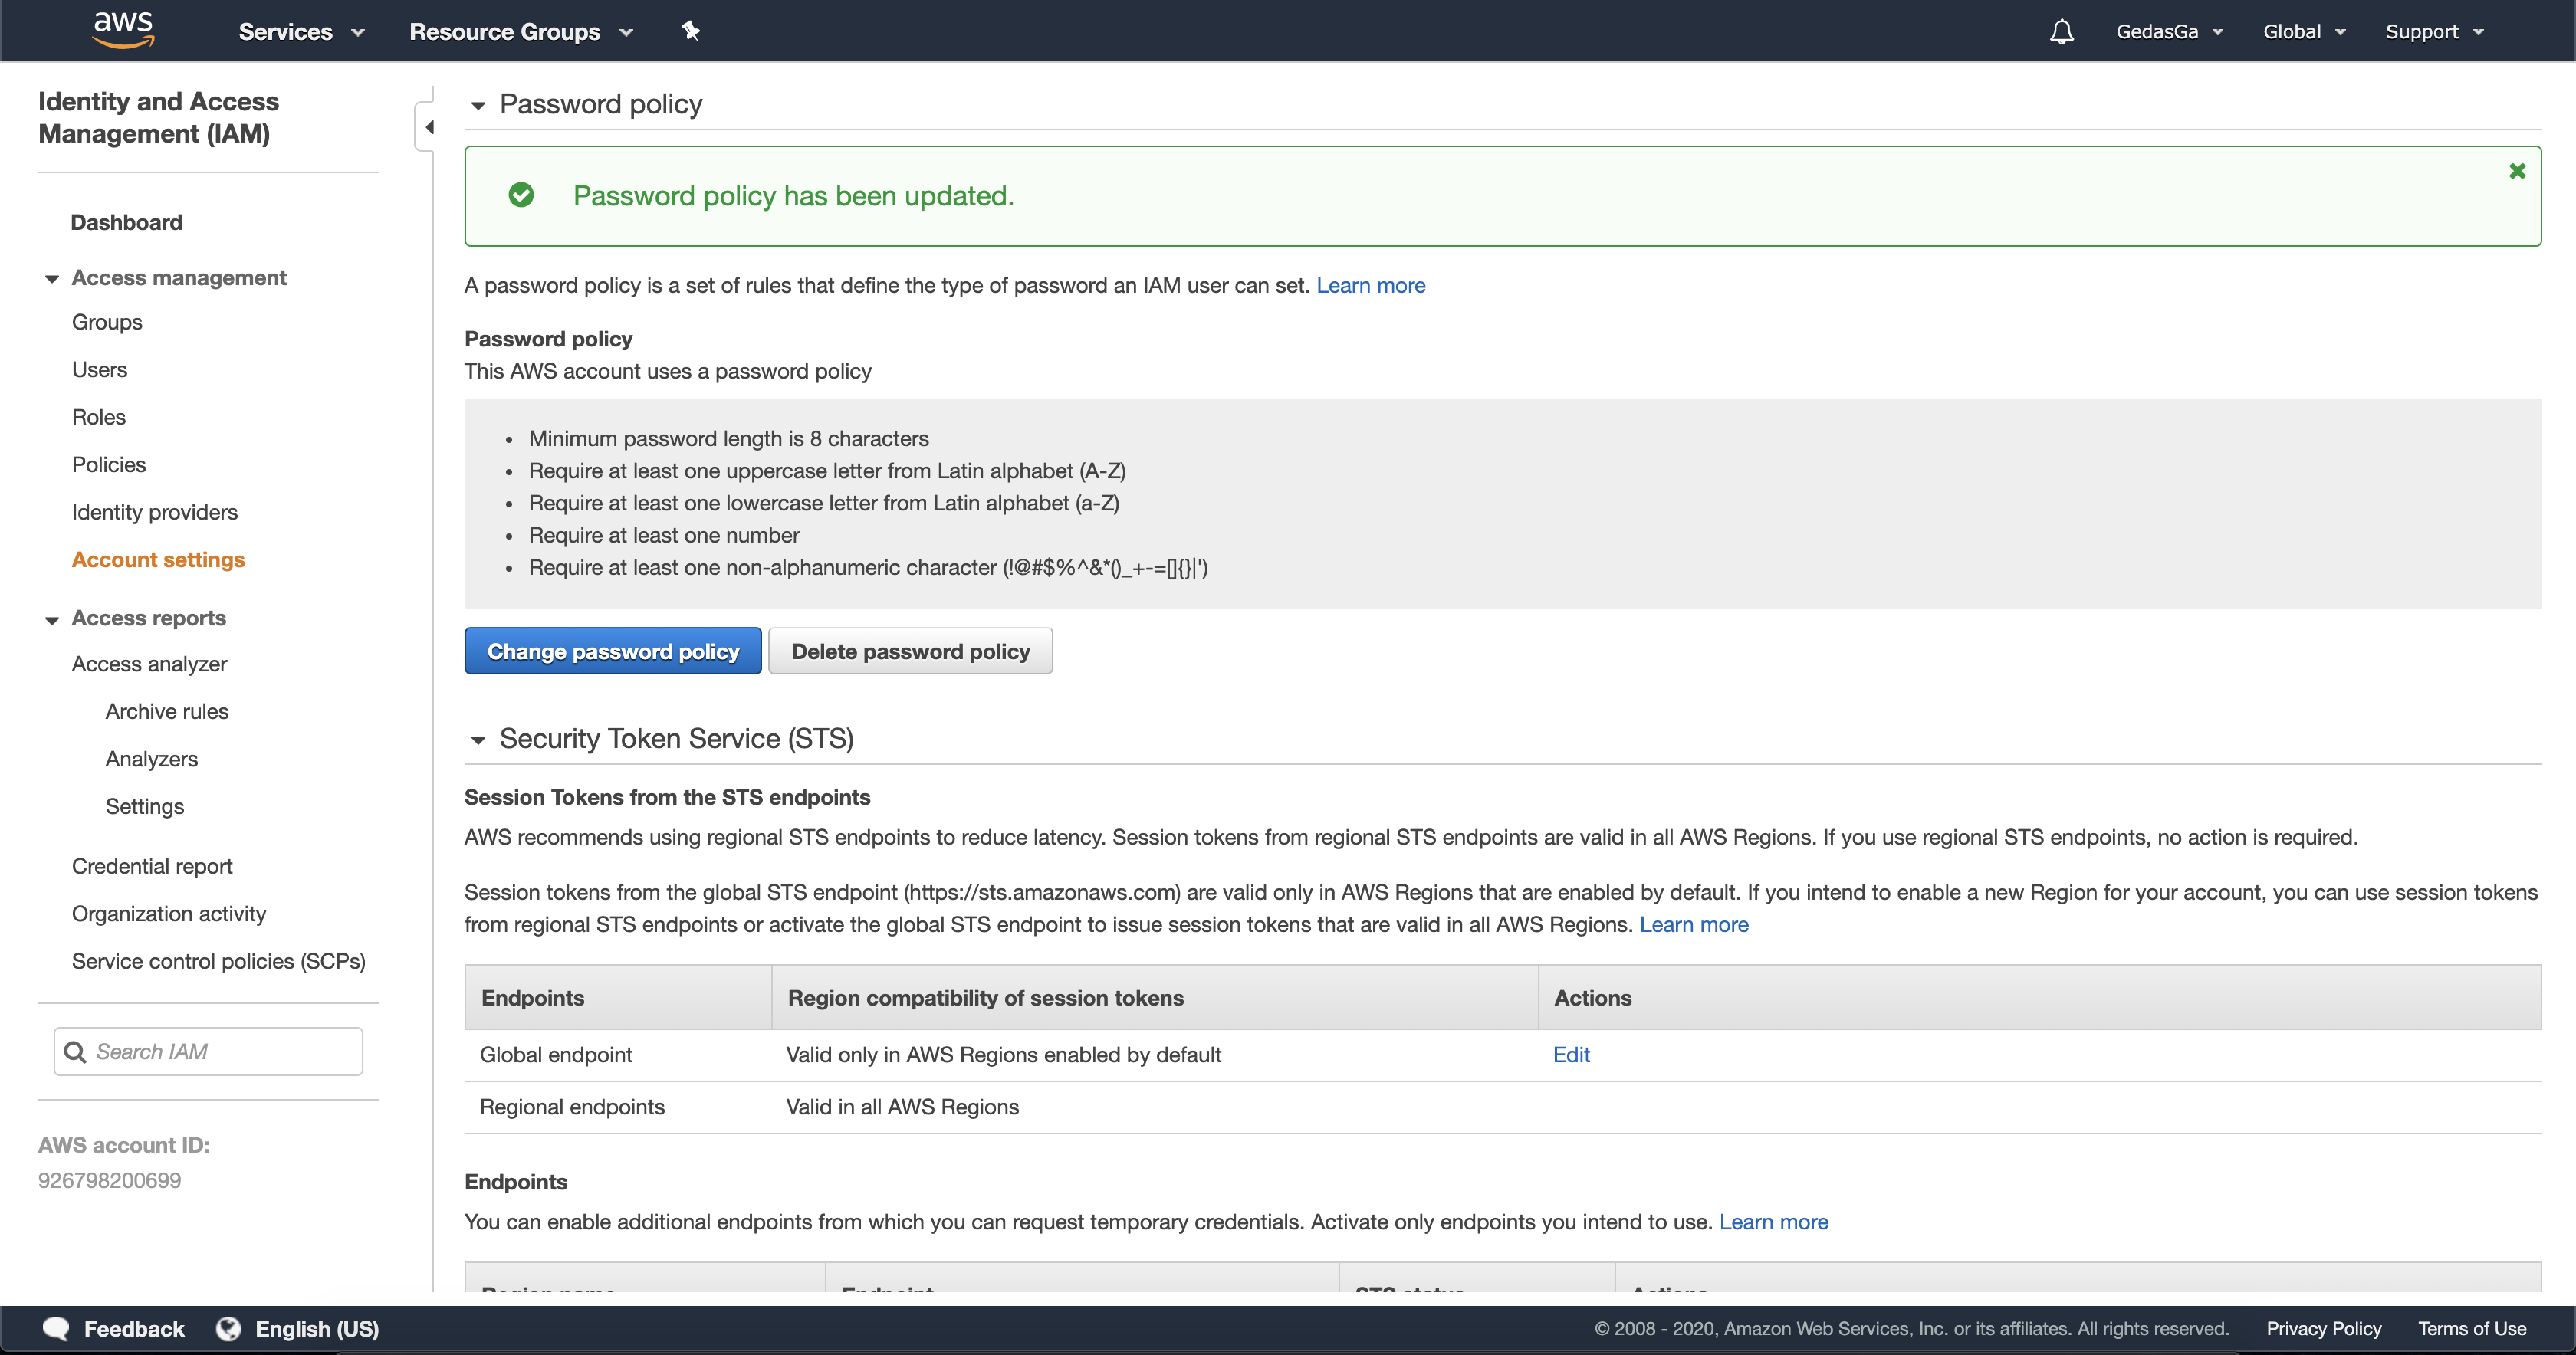 aws
Services
Resource Groups
GedasGa
Global
Support
Identity and Access
Management (IAM)
Dashboard
Access management
Groups
Users
Roles
Policies
Identity providers
Account settings
Access reports
Access analyzer
Archive rules
Analyzers
Settings
Credential report
Organization activity
Service control policies (SCPs)
Search IAM
AWS account ID:
926798200699
Password policy
Password policy has been updated.
A password policy is a set of rules that define the type of password an IAM user can set. Learn more
Password policy
This AWS account uses a password policy
• Minimum password length is 8 characters
• Require at least one uppercase letter from Latin alphabet (A-Z)
• Require at least one lowercase letter from Latin alphabet (a-Z)
• Require at least one number
• Require at least one non-alphanumeric character (!@#$%^&*()_+-=[]{}|')
Change password policy
Delete password policy
Security Token Service (STS)
Session Tokens from the STS endpoints
AWS recommends using regional STS endpoints to reduce latency. Session tokens from regional STS endpoints are valid in all AWS Regions. If you use regional STS endpoints, no action is required.
Session tokens from the global STS endpoint (https://sts.amazonaws.com) are valid only in AWS Regions that are enabled by default. If you intend to enable a new Region for your account, you can use session tokens
from regional STS endpoints or activate the global STS endpoint to issue session tokens that are valid in all AWS Regions. Learn more
Endpoints Region compatibility of session tokens Actions
Global endpoint Valid only in AWS Regions enabled by default Edit
Regional endpoints Valid in all AWS Regions
Endpoints
You can enable additional endpoints from which you can request temporary credentials. Activate only endpoints you intend to use. Learn more
Region name Endpoint STS status Actions
Feedback
English (US)
© 2008 - 2020, Amazon Web Services, Inc. or its affiliates. All rights reserved.
Privacy Policy
Terms of Use